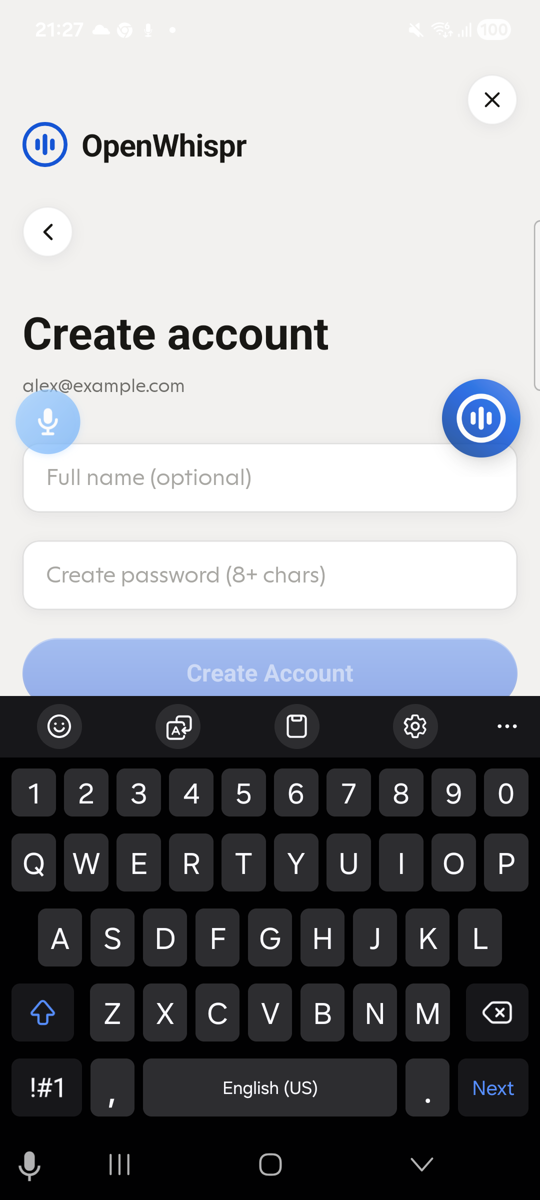 21:27
100
OpenWhispr
Create account
alex@example.com
Full name (optional)
Create password (8+ chars)
Create Account
1 2 3 4 5 6 7 8 9 0
Q W E R T Y U I O P
A S D F G H J K L
Z X C V B N M
!#1 , English (US) . Next